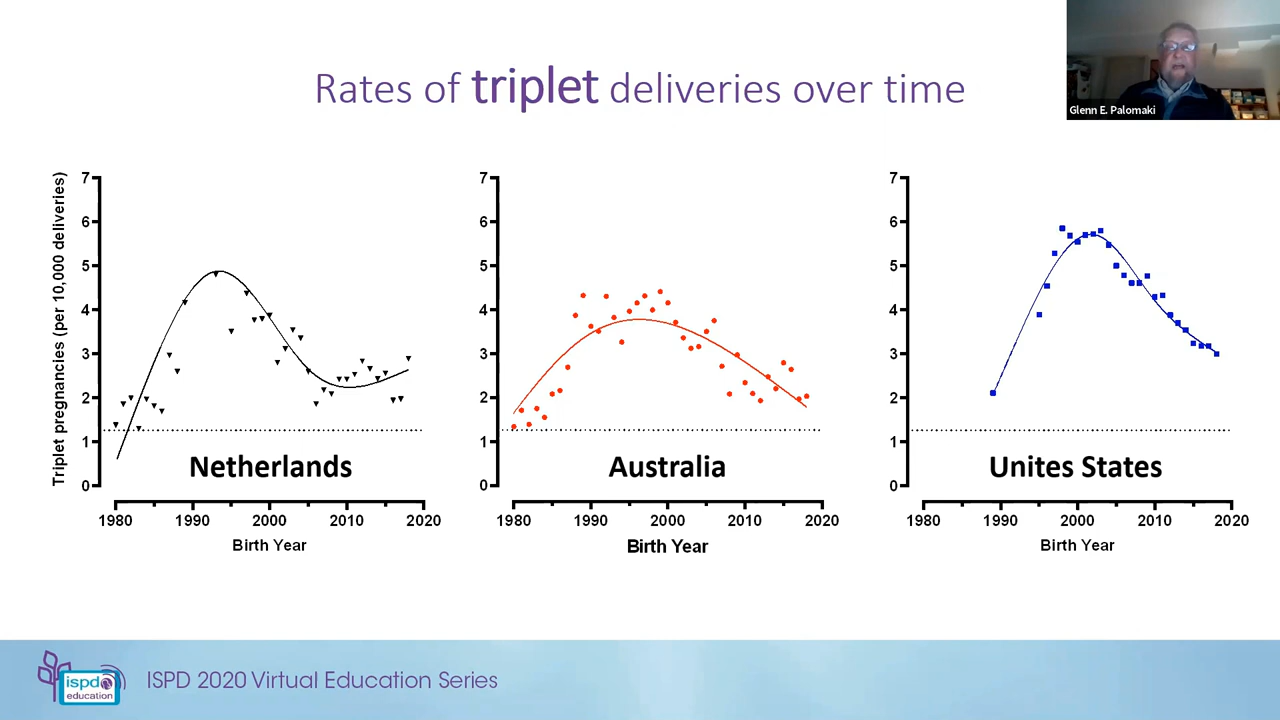 Rates of triplet deliveries over time
Glenn E. Palomaki
Triplet pregnancies (per 10,000 deliveries)
7
6
5
4
3
2
1
0
Netherlands
1980 1990 2000 2010 2020
Birth Year
7
6
5
4
3
2
1
0
Australia
1980 1990 2000 2010 2020
Birth Year
7
6
5
4
3
2
1
0
Unites States
1980 1990 2000 2010 2020
Birth Year
ispd
education
ISPD 2020 Virtual Education Series